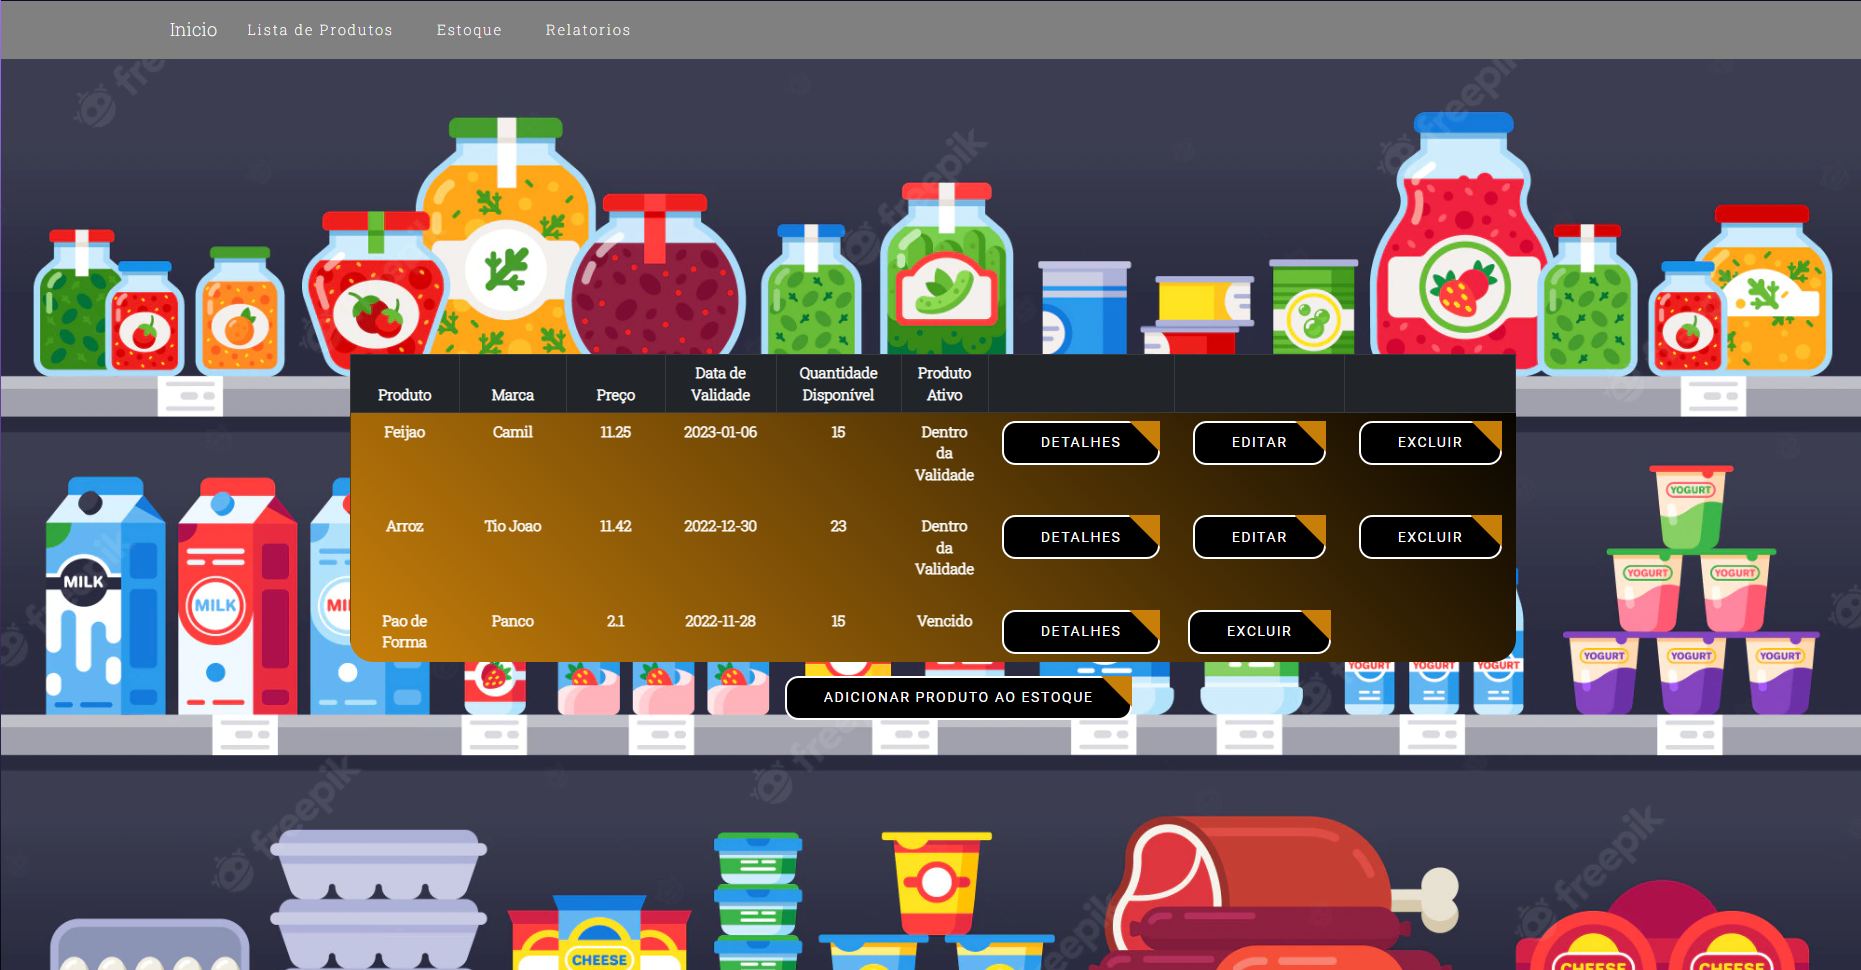 Inicio Lista de Produtos Estoque Relatorios
freepik
freepik
freepik
Produto Marca Preço Data de Validade Quantidade Disponível Produto Ativo
Feijao Camil 11.25 2023-01-06 15 Dentro da Validade DETALHES EDITAR EXCLUIR
Arroz Tio Joao 11.42 2022-12-30 23 Dentro da Validade DETALHES EDITAR EXCLUIR
Pao de Forma Panco 2.1 2022-11-28 15 Vencido DETALHES EXCLUIR
ADICIONAR PRODUTO AO ESTOQUE
YOGURT
YOGURT YOGURT
YOGURT YOGURT YOGURT
MILK
MILK
YOGURT YOGURT YOGURT
freepik
freepik
CHEESE
CHEESE CHEESE